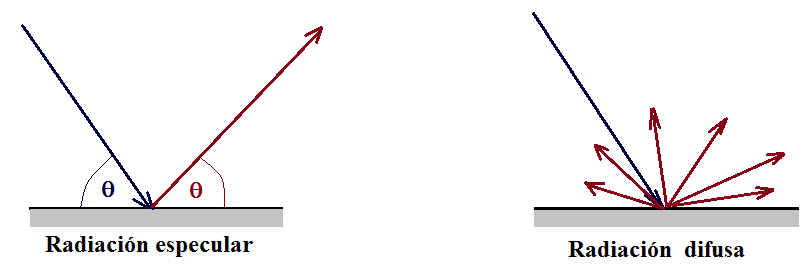 θ θ
Radiación especular
Radiación difusa